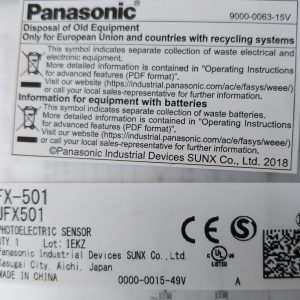 Panasonic 9000-0063-15V
Disposal of Old Equipment
Only for European Union and countries with recycling systems
This symbol indicates separate collection of waste electrical and
electronic equipment.
More detailed information is contained in "Operating Instructions
for advanced features (PDF format)".
Visit our website (https://industrial.panasonic/ac/e/fasys/weee/)
or call your local sales-representative for further information.
Information for equipment with batteries
This symbol indicates separate collection of waste batteries.
More detailed information is contained in "Operating Instructions
for advanced features (PDF format)".
Visit our website (https://industrial.panasonic/ac/e/fasys/weee/)
or call your local sales-representative for further information.
©Panasonic Industrial Devices SUNX Co., Ltd. 2018
FX-501
UFX501
PHOTOELECTRIC SENSOR
QTY.1 Lot: IEKZ
Panasonic Industrial Devices SUNX Co., Ltd.
Kasugai City, Aichi, Japan
MADE IN CHINA 0000-0015-49V A
CE